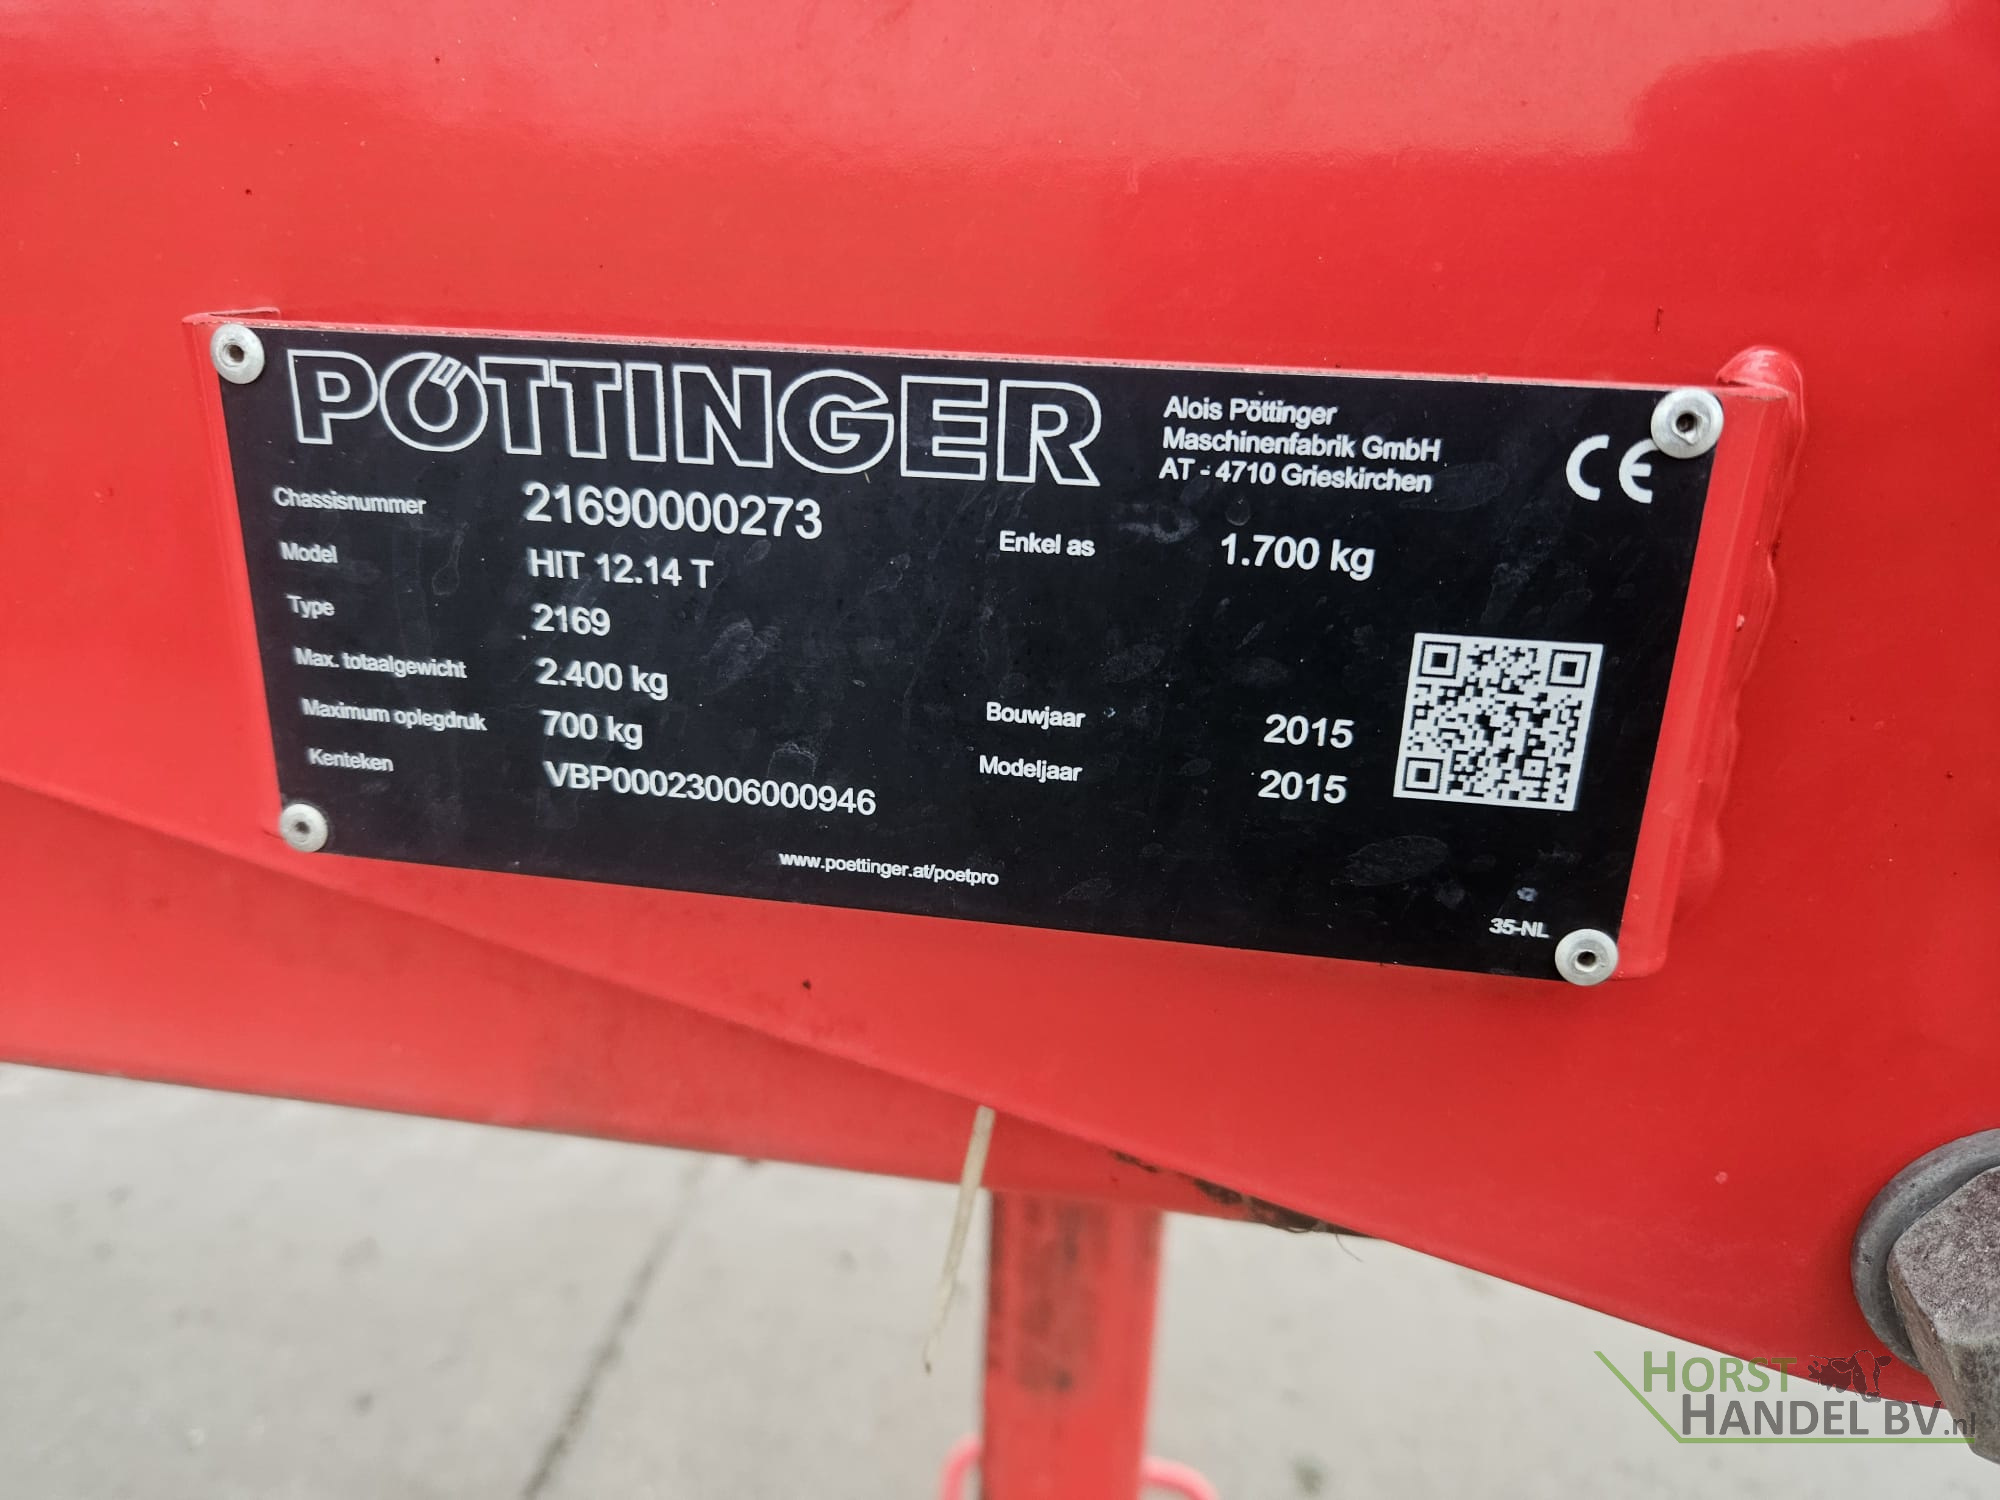 PÖTTINGER
Alois Pöttinger
Maschinenfabrik GmbH
AT - 4710 Grieskirchen
CE
Chassisnummer 21690000273
Enkel as 1.700 kg
Model HIT 12.14 T
Type 2169
Max. totaalgewicht 2.400 kg
Maximum oplegdruk 700 kg
Bouwjaar 2015
Kenteken VBP00023006000946
Modeljaar 2015
www.poettinger.at/poetpro
35-NL
HORST
HANDEL BV.nl